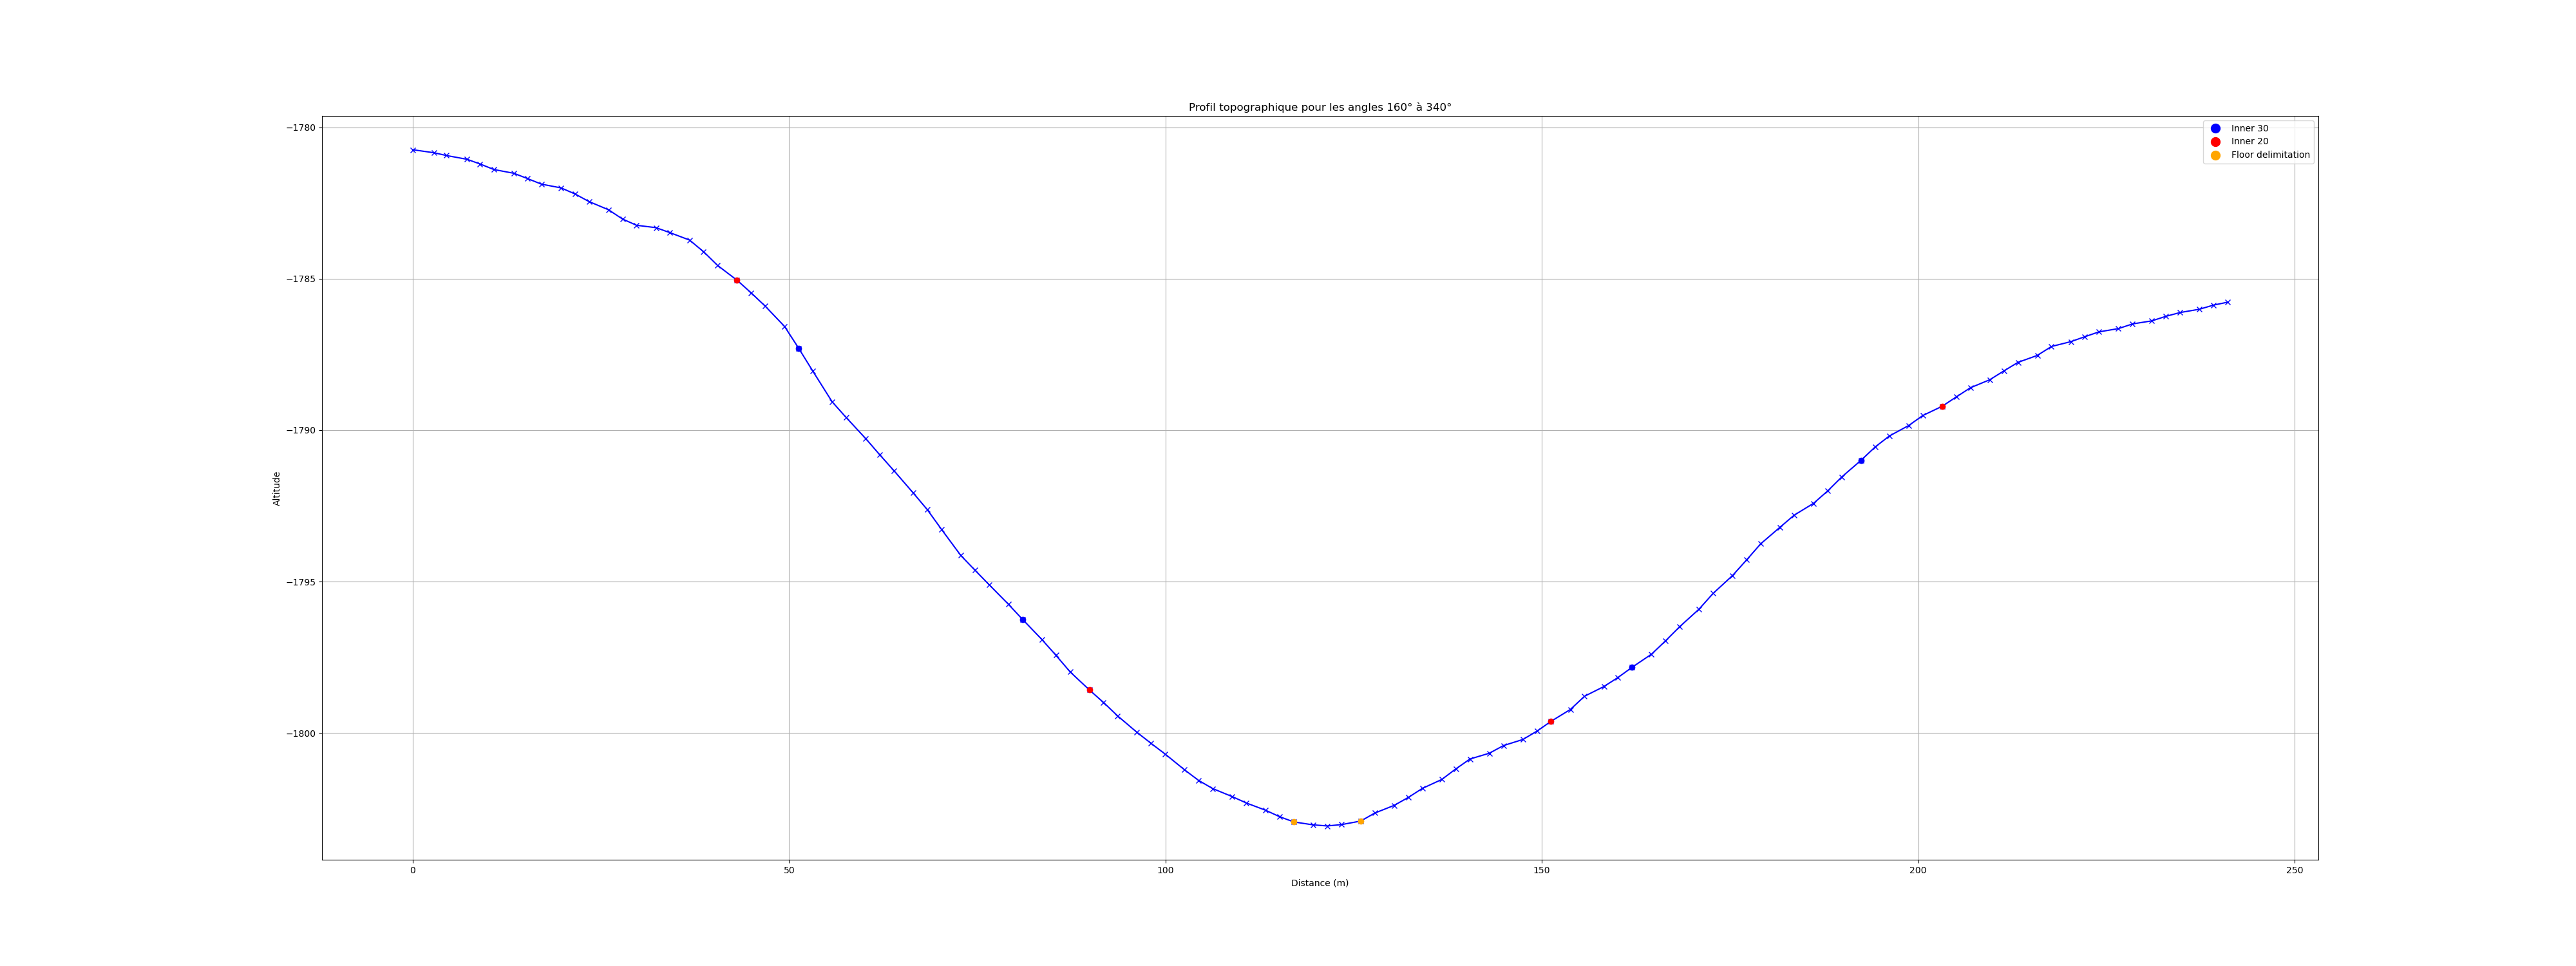 Profil topographique pour les angles 160° à 340°
Inner 30
Inner 20
Floor delimitation
−1780
−1785
−1790
−1795
−1800
Altitude
0
50
100
150
200
250
Distance (m)